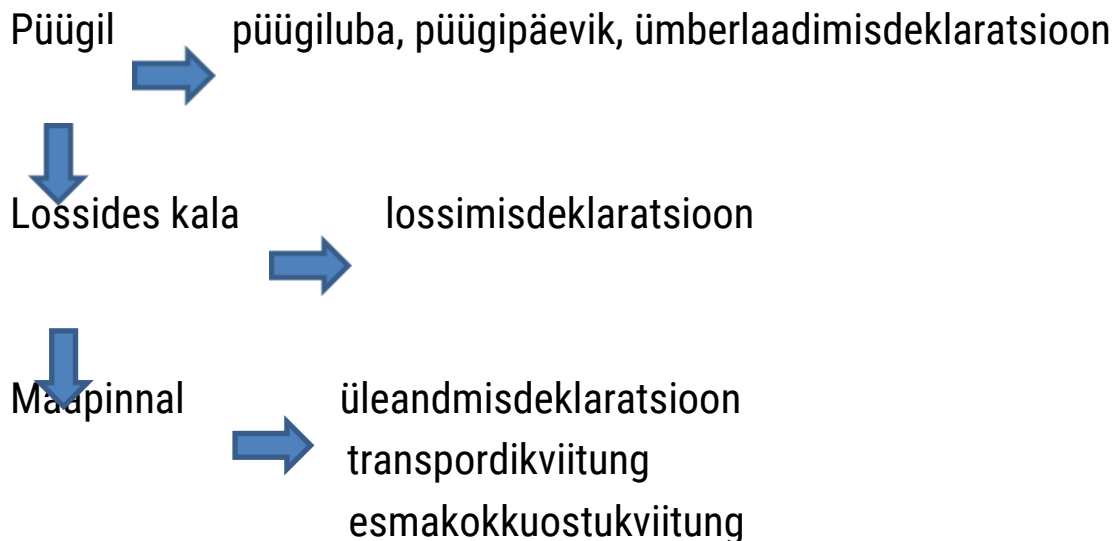 Püügil püügiluba, püügipäevik, ümberlaadimisdeklaratsioon
Lossides kala lossimisdeklaratsioon
Maapinnal üleandmisdeklaratsioon
transpordikviitung
esmakokkuostukviitung